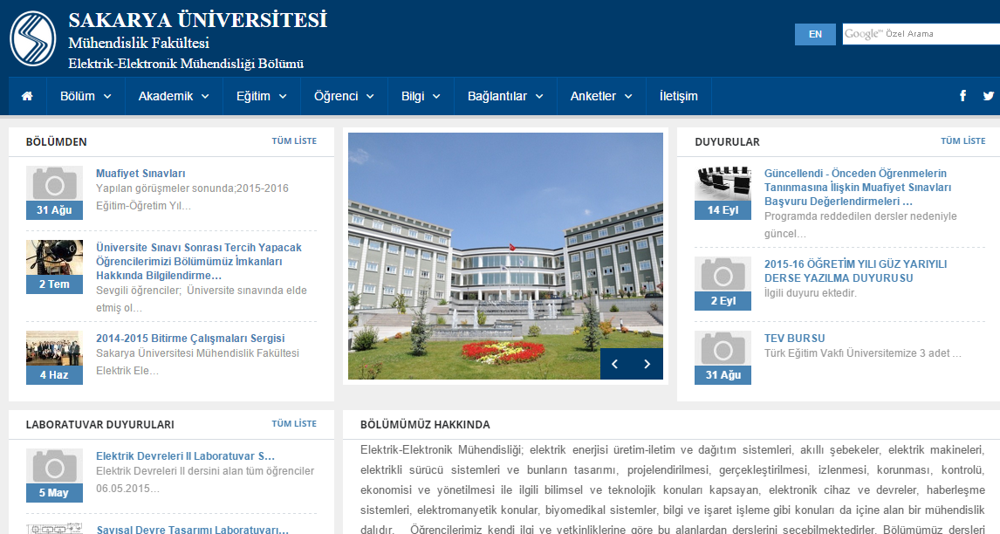 SAKARYA ÜNİVERSİTESİ
Mühendislik Fakültesi
Elektrik-Elektronik Mühendisliği Bölümü
EN
Google™ Özel Arama
Bölüm
Akademik
Eğitim
Öğrenci
Bilgi
Bağlantılar
Anketler
İletişim
BÖLÜMDEN
TÜM LİSTE
Muafiyet Sınavları
Yapılan görüşmeler sonunda;2015-2016
Eğitim-Öğretim Yıl…
31 Ağu
Üniversite Sınavı Sonrası Tercih Yapacak
Öğrencilerimizi Bölümümüz İmkanları
Hakkında Bilgilendirme…
Sevgili öğrenciler; Üniversite sınavında elde
etmiş ol…
2 Tem
2014-2015 Bitirme Çalışmaları Sergisi
Sakarya Üniversitesi Mühendislik Fakültesi
Elektrik Ele…
4 Haz
DUYURULAR
TÜM LİSTE
Güncellendi - Önceden Öğrenmelerin
Tanınmasına İlişkin Muafiyet Sınavları
Başvuru Değerlendirmeleri …
Programda reddedilen dersler nedeniyle
güncel…
14 Eyl
2015-16 ÖĞRETİM YILI GÜZ YARIYILI
DERSE YAZILMA DUYURUSU
İlgili duyuru ektedir.
2 Eyl
TEV BURSU
Türk Eğitim Vakfı Üniversitemize 3 adet …
31 Ağu
LABORATUVAR DUYURULARI
TÜM LİSTE
Elektrik Devreleri II Laboratuvar S…
Elektrik Devreleri II dersini alan tüm öğrenciler
06.05.2015…
5 May
Sayısal Devre Tasarımı Laboratuvarı…
BÖLÜMÜMÜZ HAKKINDA
Elektrik-Elektronik Mühendisliği; elektrik enerjisi üretim-iletim ve dağıtım sistemleri, akıllı şebekeler, elektrik makineleri,
elektrikli sürücü sistemleri ve bunların tasarımı, projelendirilmesi, gerçekleştirilmesi, izlenmesi, korunması, kontrolü,
ekonomisi ve yönetilmesi ile ilgili bilimsel ve teknolojik konuları kapsayan, elektronik cihaz ve devreler, haberleşme
sistemleri, elektromanyetik konular, biyomedikal sistemler, bilgi ve işaret işleme gibi konuları da içine alan bir mühendislik
dalıdır. Öğrencilerimiz kendi ilgi ve yetkinliklerine göre bu alanlardan derslerini seçebilmektedirler. Bölümümüz dersleri